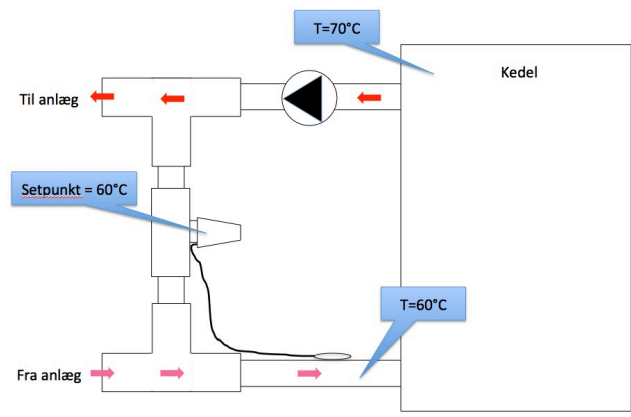 T=70°C
Kedel
Til anlæg
Setpunkt = 60°C
T=60°C
Fra anlæg